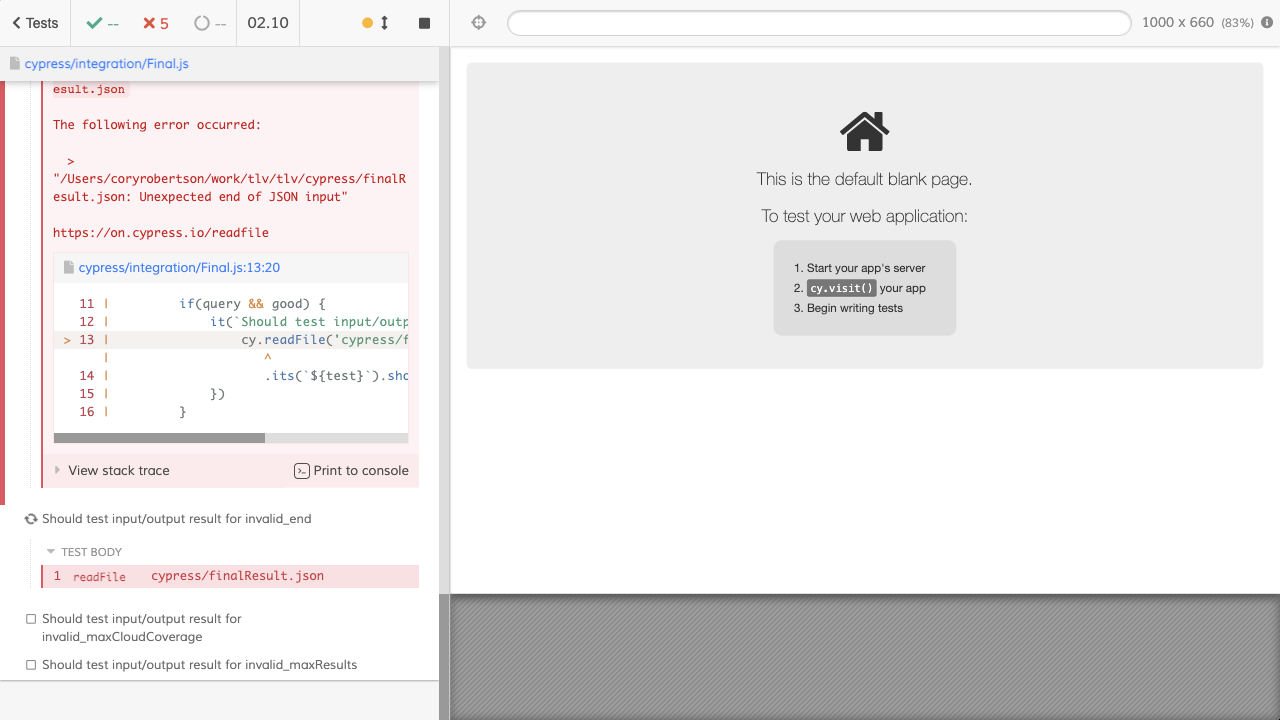 Tests
--
5
--
02.10
1000 x 660 (83%)
cypress/integration/Final.js
esult.json
The following error occurred:
>
"/Users/coryrobertson/work/tlv/tlv/cypress/finalR
esult.json: Unexpected end of JSON input"
https://on.cypress.io/readfile
cypress/integration/Final.js:13:20
11 | if(query && good) {
12 | it(`Should test input/outp
> 13 | cy.readFile('cypress/f
| ^
14 | .its(`${test}`).sho
15 | })
16 | }
View stack trace
Print to console
Should test input/output result for invalid_end
TEST BODY
1 readFile cypress/finalResult.json
Should test input/output result for
invalid_maxCloudCoverage
Should test input/output result for invalid_maxResults
This is the default blank page.
To test your web application:
1. Start your app's server
2. cy.visit() your app
3. Begin writing tests